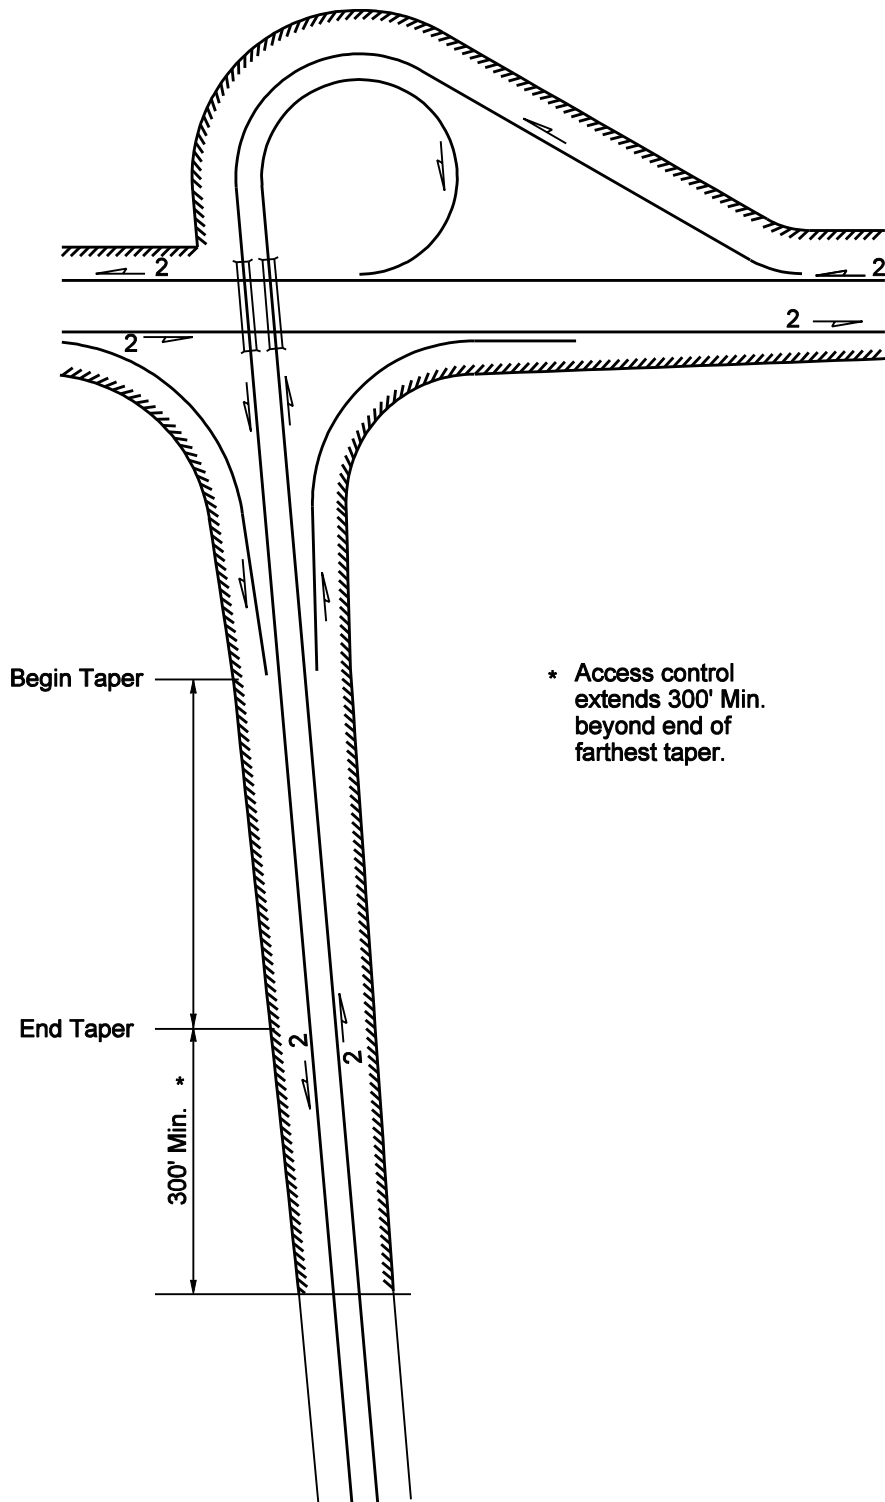 2
2
2
2
Begin Taper
* Access control
extends 300' Min.
beyond end of
farthest taper.
End Taper
2
2
300' Min. *